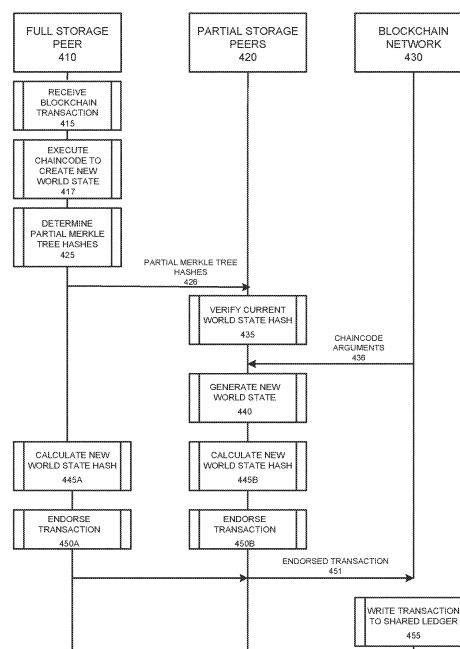 FULL STORAGE
PEER
410
PARTIAL STORAGE
PEERS
420
BLOCKCHAIN
NETWORK
430
RECEIVE
BLOCKCHAIN
TRANSACTION
415
EXECUTE
CHAINCODE TO
CREATE NEW
WORLD STATE
417
DETERMINE
PARTIAL MERKLE
TREE HASHES
425
PARTIAL MERKLE TREE
HASHES
426
VERIFY CURRENT
WORLD STATE HASH
435
CHAINCODE
ARGUMENTS
436
GENERATE NEW
WORLD STATE
440
CALCULATE NEW
WORLD STATE HASH
445A
CALCULATE NEW
WORLD STATE HASH
445B
ENDORSE
TRANSACTION
450A
ENDORSE
TRANSACTION
450B
ENDORSED TRANSACTION
451
WRITE TRANSACTION
TO SHARED LEDGER
455